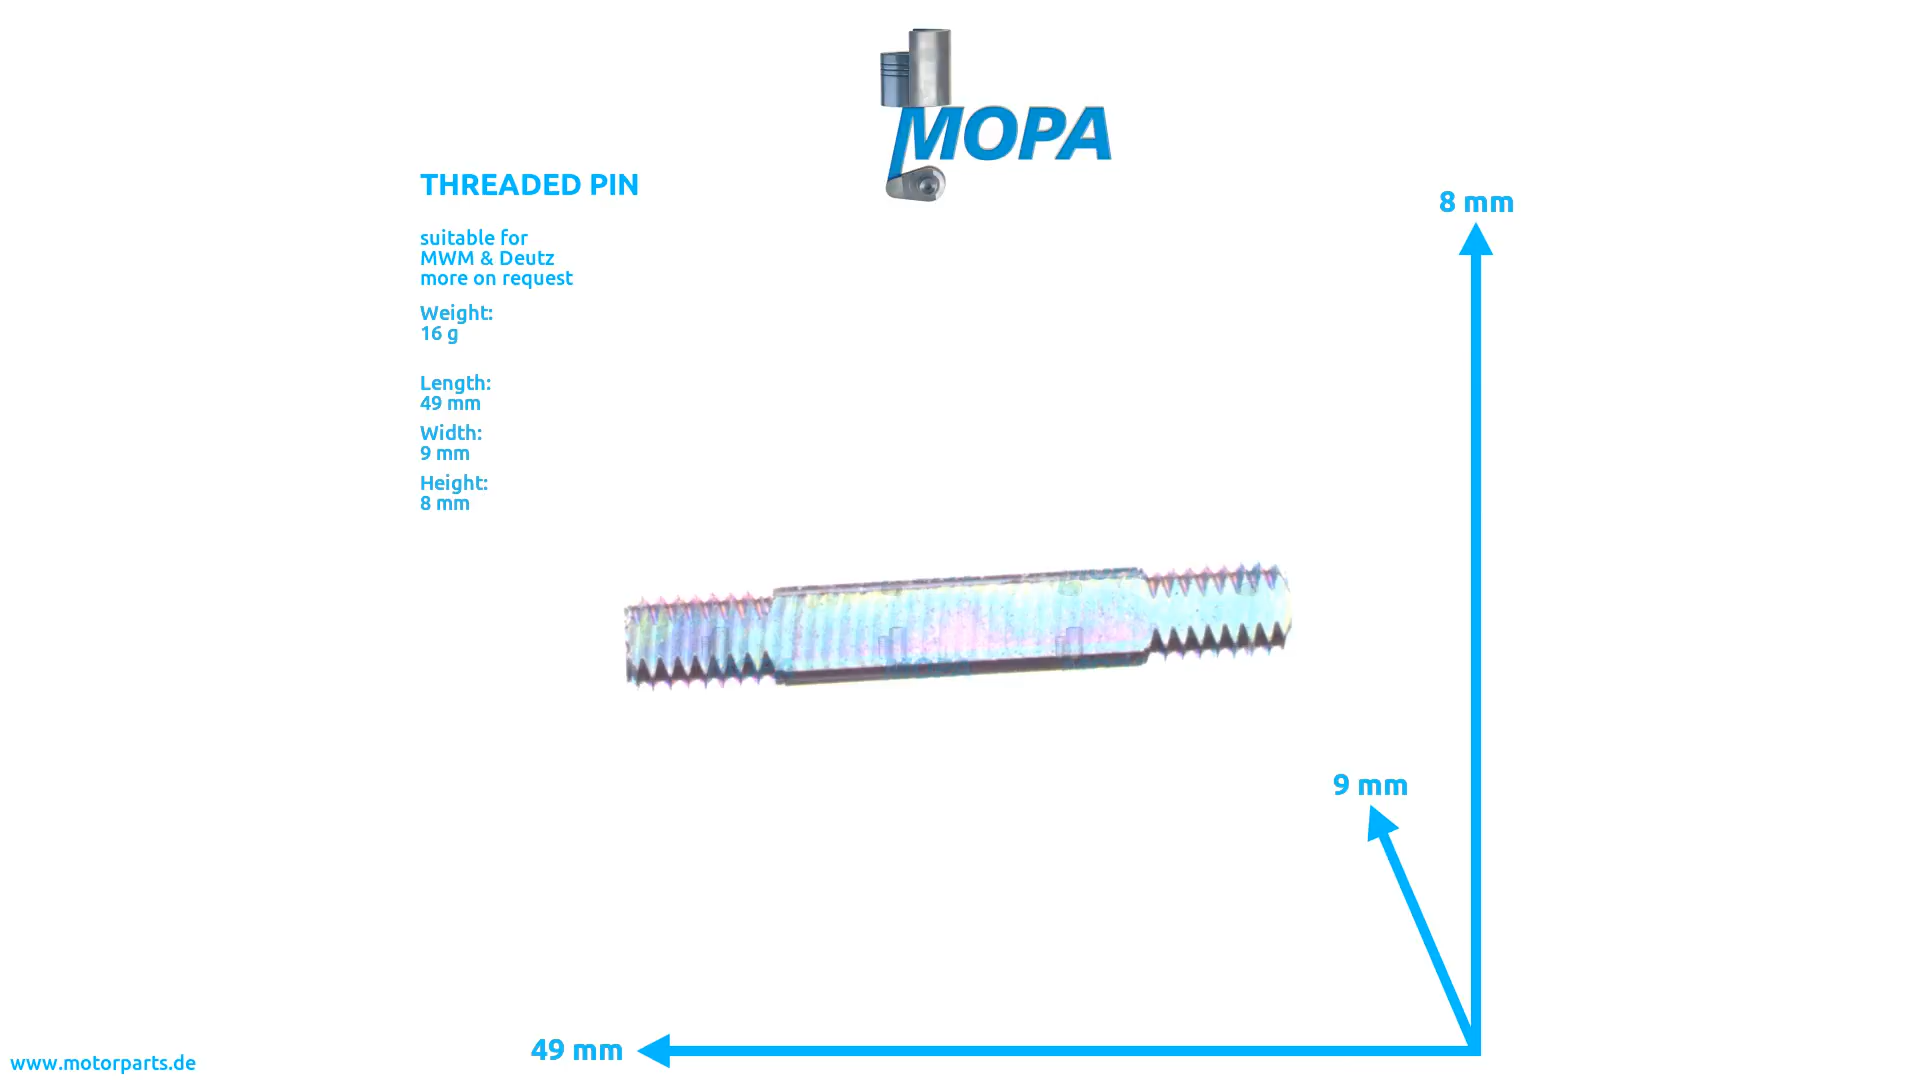 MOPA
THREADED PIN
suitable for
MWM & Deutz
more on request
Weight:
16 g
Length:
49 mm
Width:
9 mm
Height:
8 mm
8 mm
9 mm
49 mm
www.motorparts.de